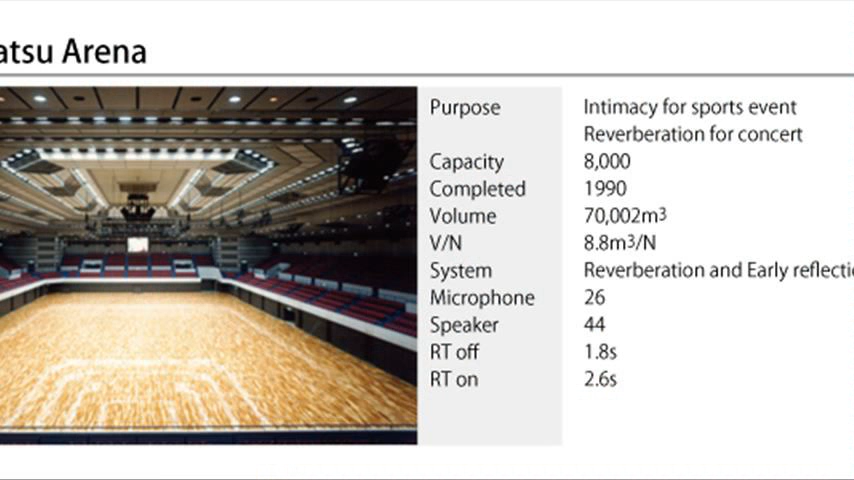 atsu Arena
Purpose Intimacy for sports event
Reverberation for concert
Capacity 8,000
Completed 1990
Volume 70,002m3
V/N 8.8m3/N
System Reverberation and Early reflecti
Microphone 26
Speaker 44
RT off 1.8s
RT on 2.6s